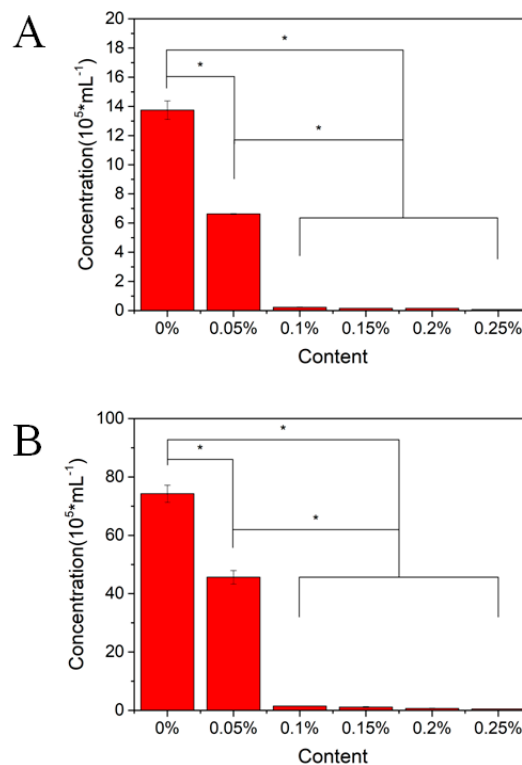 A
Concentration(10⁵*mL⁻¹)
20
18
16
14
12
10
8
6
4
2
0
*
*
*
0% 0.05% 0.1% 0.15% 0.2% 0.25%
Content
B
Concentration(10⁵*mL⁻¹)
100
80
60
40
20
0
*
*
*
0% 0.05% 0.1% 0.15% 0.2% 0.25%
Content